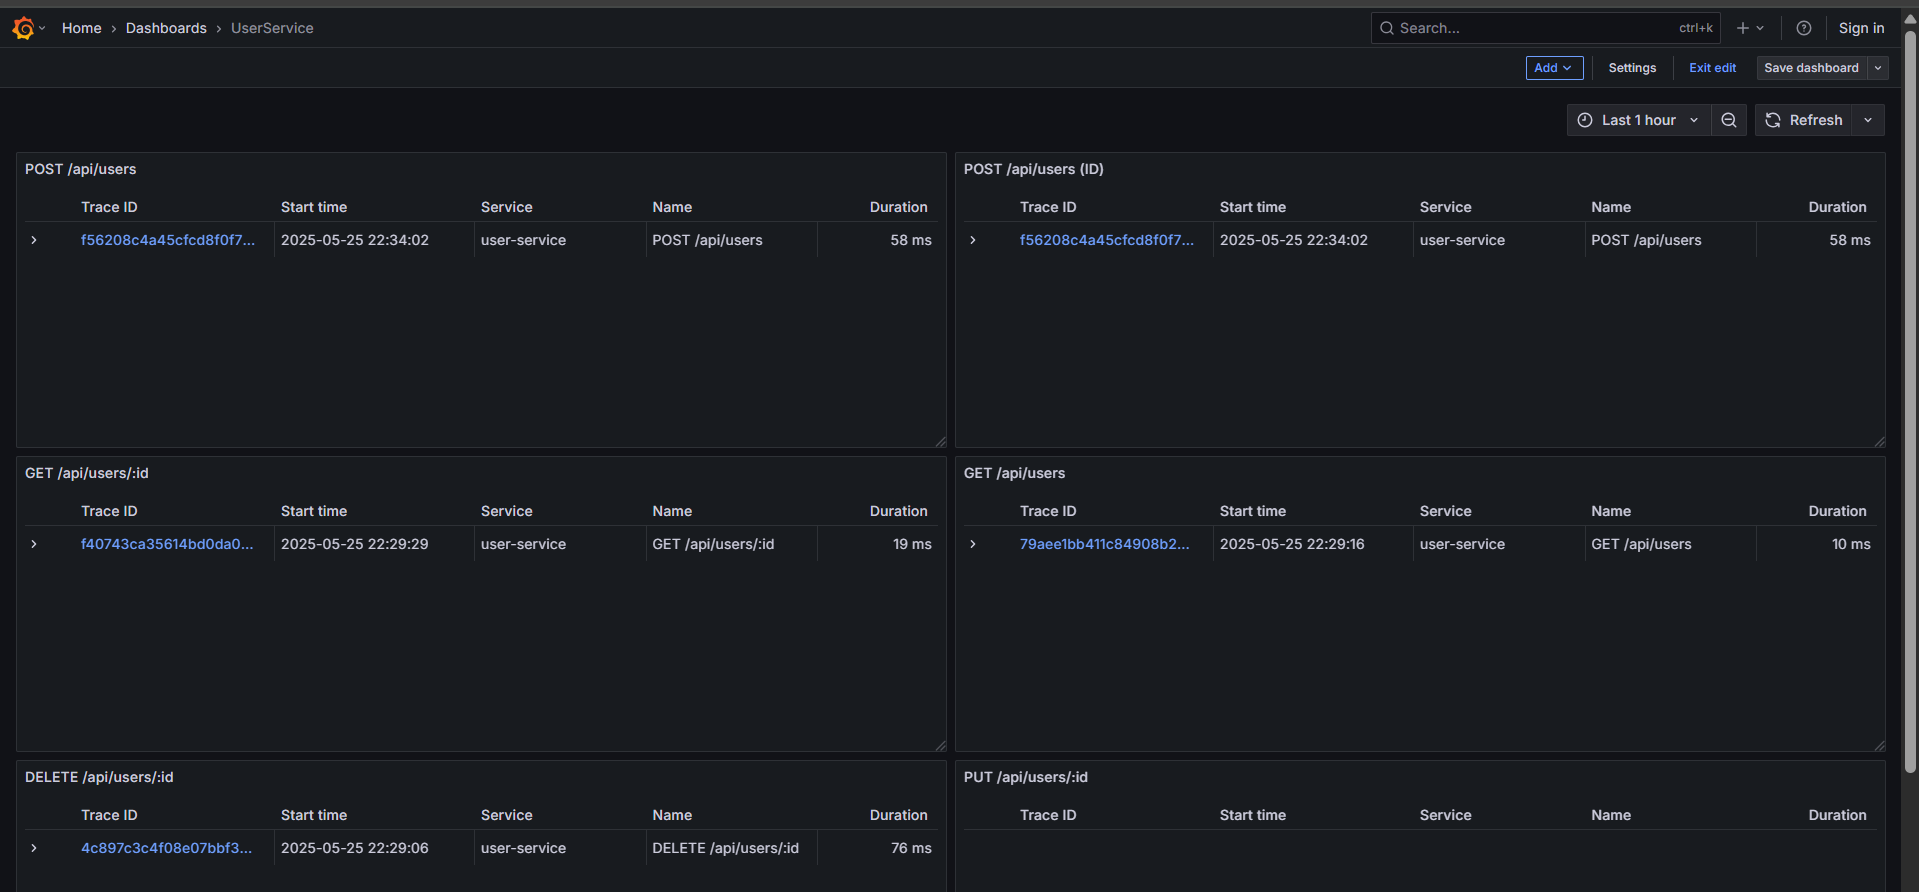 Home › Dashboards › UserService
Search... ctrl+k
Sign in
Add
Settings
Exit edit
Save dashboard
Last 1 hour
Refresh
POST /api/users
Trace ID Start time Service Name Duration
f56208c4a45cfcd8f0f7... 2025-05-25 22:34:02 user-service POST /api/users 58 ms
POST /api/users (ID)
Trace ID Start time Service Name Duration
f56208c4a45cfcd8f0f7... 2025-05-25 22:34:02 user-service POST /api/users 58 ms
GET /api/users/:id
Trace ID Start time Service Name Duration
f40743ca35614bd0da0... 2025-05-25 22:29:29 user-service GET /api/users/:id 19 ms
GET /api/users
Trace ID Start time Service Name Duration
79aee1bb411c84908b2... 2025-05-25 22:29:16 user-service GET /api/users 10 ms
DELETE /api/users/:id
Trace ID Start time Service Name Duration
4c897c3c4f08e07bbf3... 2025-05-25 22:29:06 user-service DELETE /api/users/:id 76 ms
PUT /api/users/:id
Trace ID Start time Service Name Duration